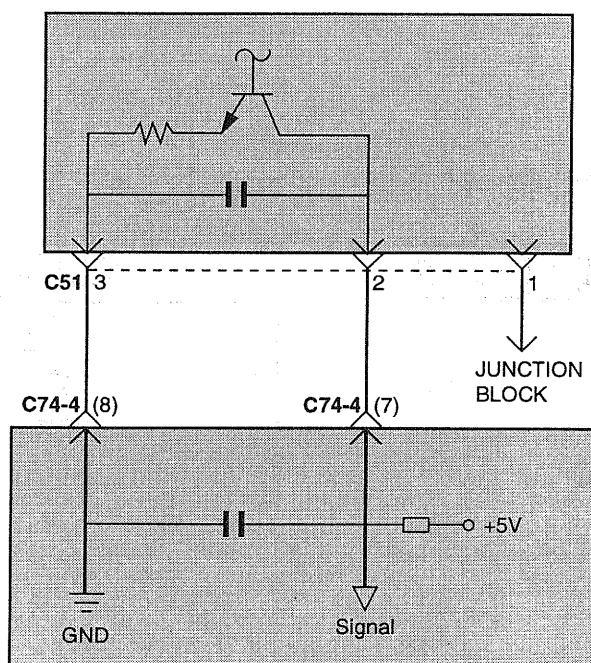 C51 3
2
1
JUNCTION
BLOCK
C74-4 (8)
C74-4 (7)
+5V
GND
Signal